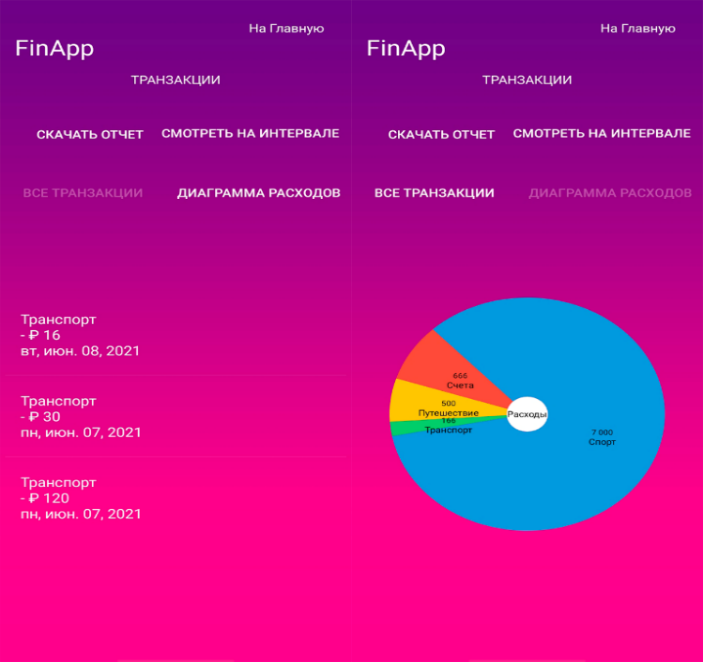 На Главную
FinApp
ТРАНЗАКЦИИ
СКАЧАТЬ ОТЧЕТ СМОТРЕТЬ НА ИНТЕРВАЛЕ
ВСЕ ТРАНЗАКЦИИ ДИАГРАММА РАСХОДОВ
Транспорт
- ₽ 16
вт, июн. 08, 2021
Транспорт
- ₽ 30
пн, июн. 07, 2021
Транспорт
- ₽ 120
пн, июн. 07, 2021
На Главную
FinApp
ТРАНЗАКЦИИ
СКАЧАТЬ ОТЧЕТ СМОТРЕТЬ НА ИНТЕРВАЛЕ
ВСЕ ТРАНЗАКЦИИ ДИАГРАММА РАСХОДОВ
666
Счета
500
Путешествие
166
Транспорт
Расходы
7 000
Спорт